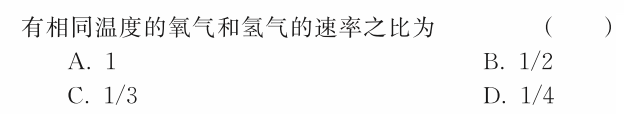 有相同温度的氧气和氢气的速率之比为 ( )
A. 1 B. 1/2
C. 1/3 D. 1/4